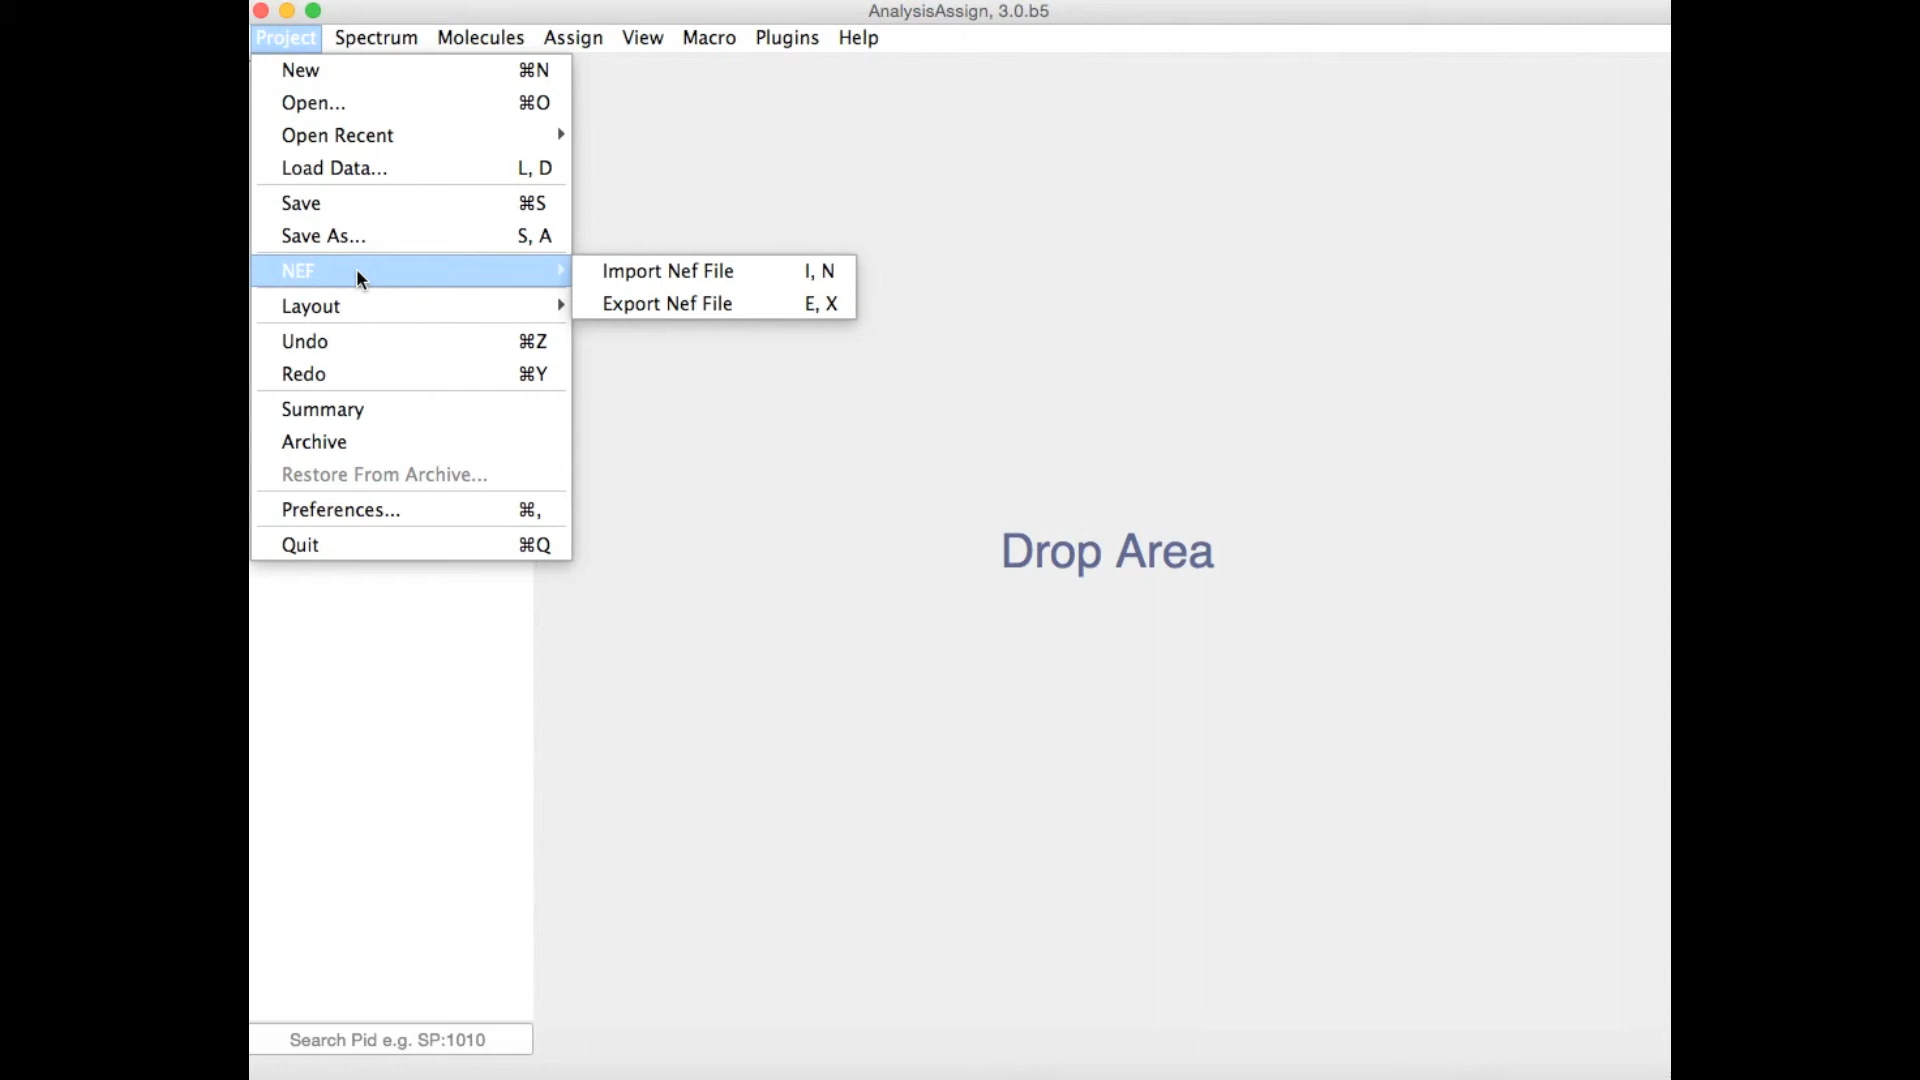 AnalysisAssign, 3.0.b5
Project Spectrum Molecules Assign View Macro Plugins Help
New ⌘N
Open... ⌘O
Open Recent
Load Data... L, D
Save ⌘S
Save As... S, A
NEF
Import Nef File I, N
Export Nef File E, X
Layout
Undo ⌘Z
Redo ⌘Y
Summary
Archive
Restore From Archive...
Preferences... ⌘,
Quit ⌘Q
Drop Area
Search Pid e.g. SP:1010